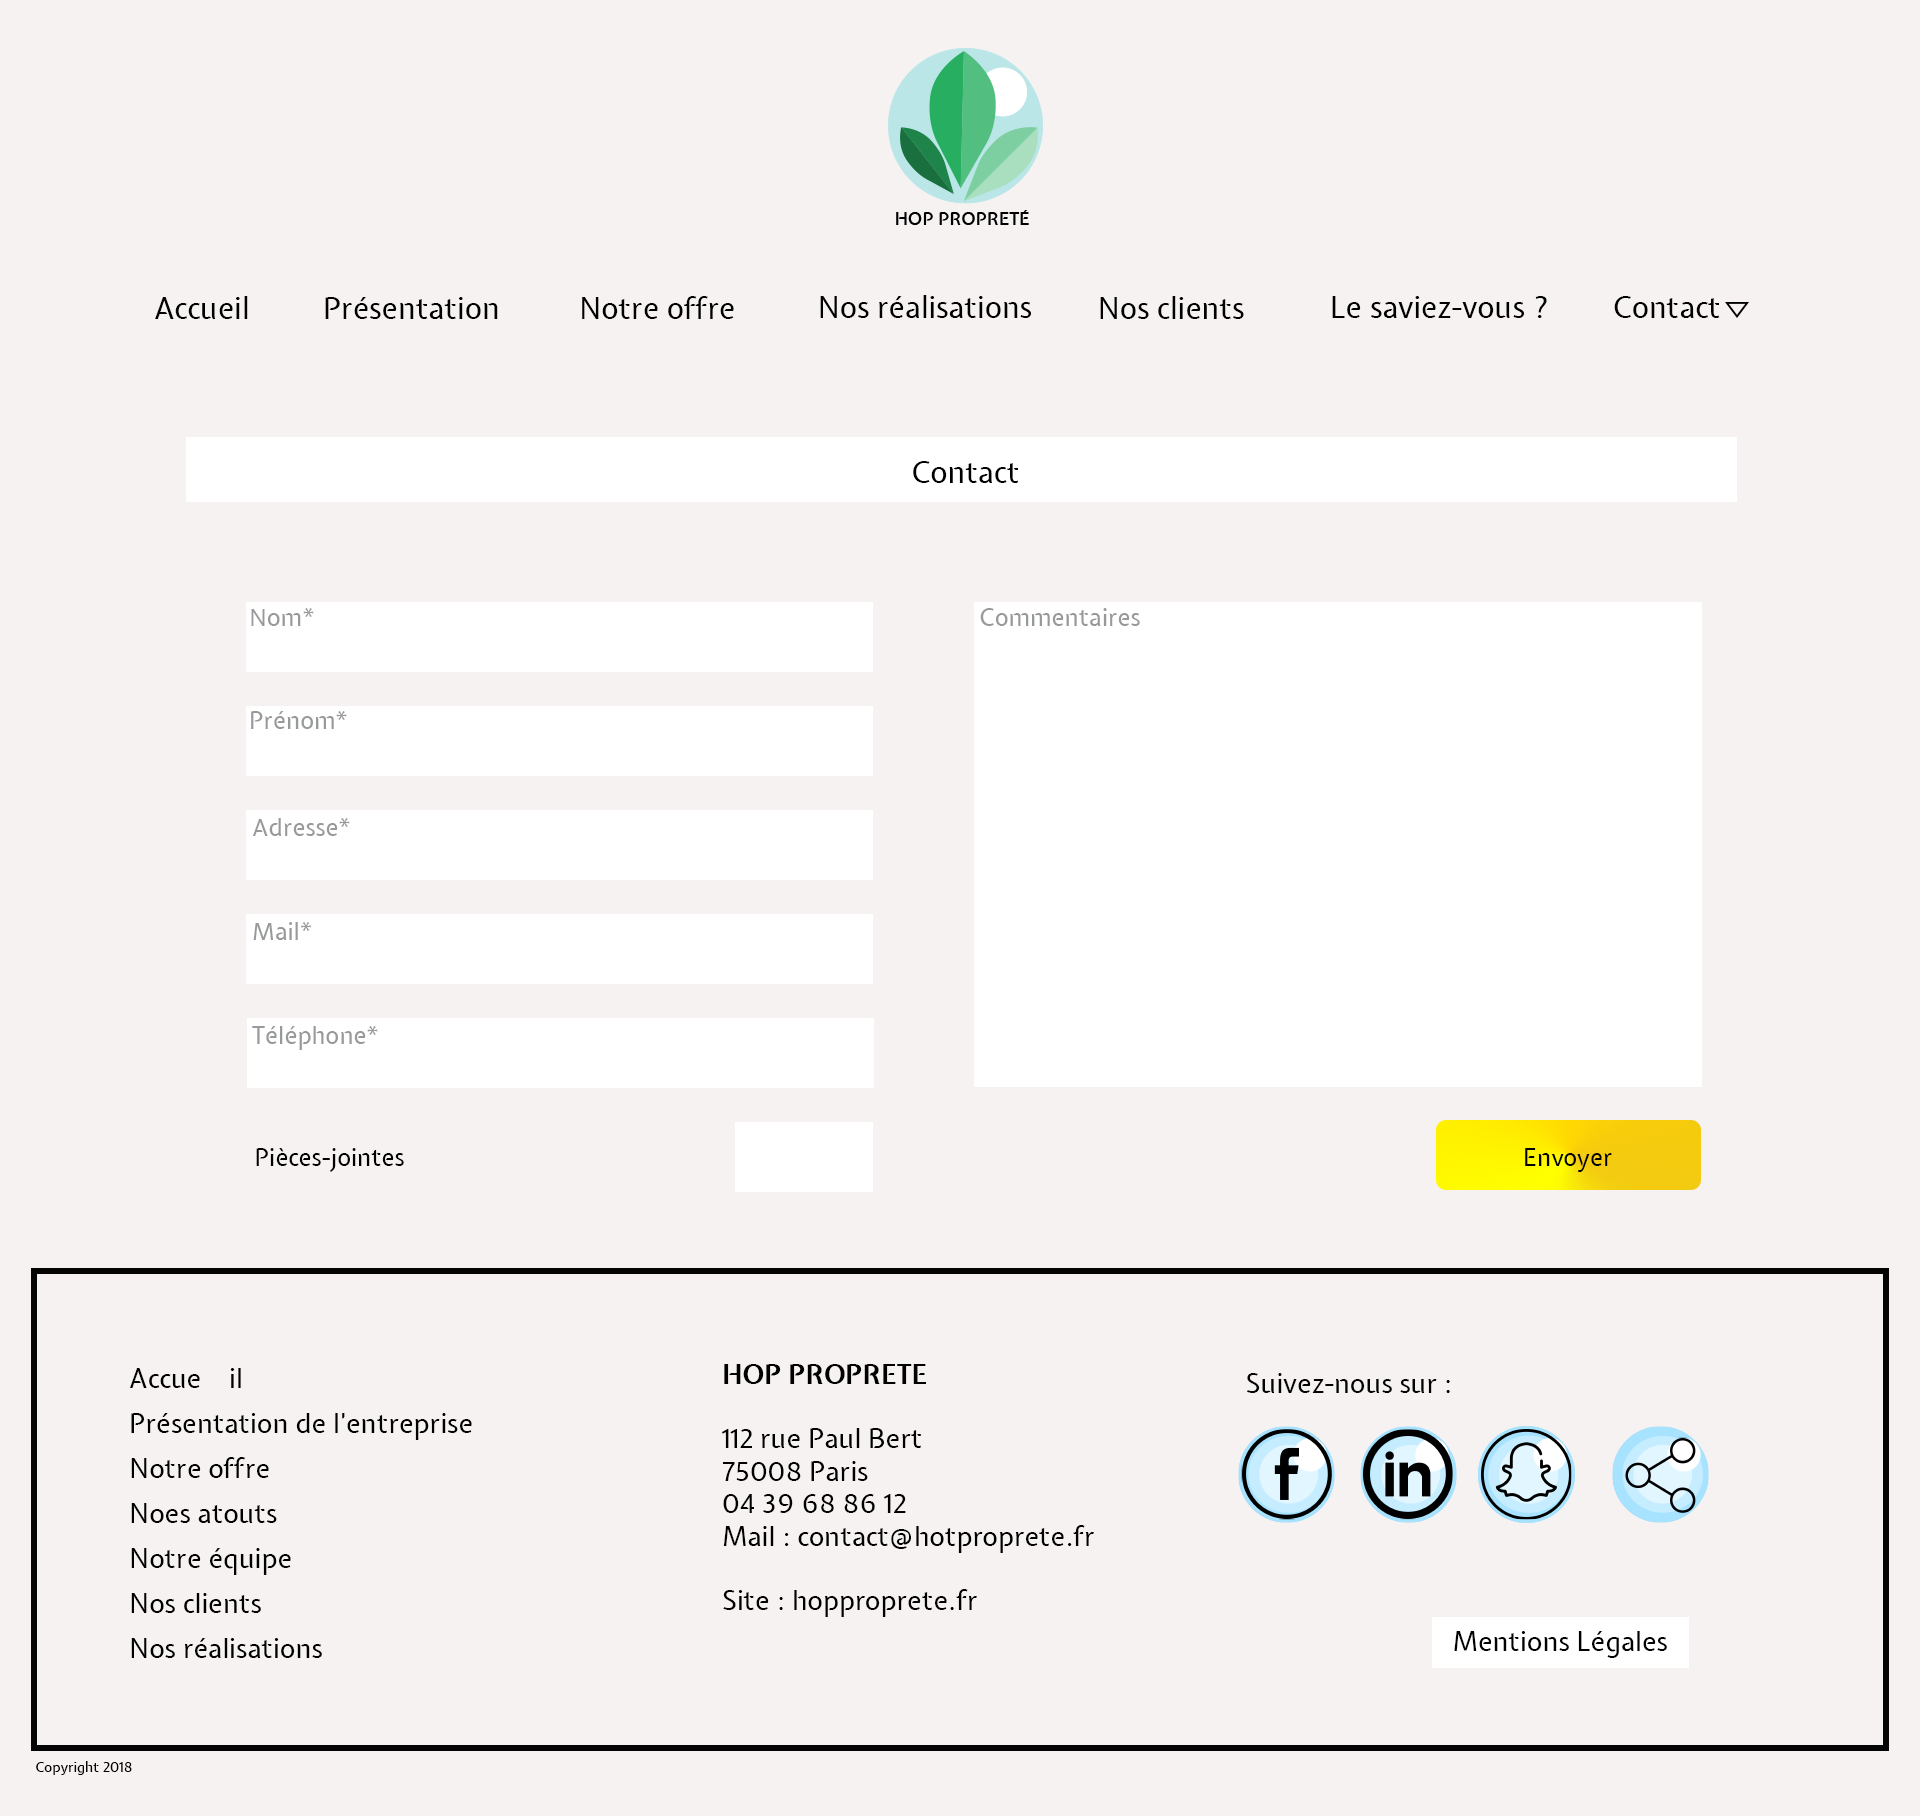 HOP PROPRETÉ
Accueil Présentation Notre offre Nos réalisations Nos clients Le saviez-vous ? Contact
Contact
Nom*
Prénom*
Adresse*
Mail*
Téléphone*
Pièces-jointes
Commentaires
Envoyer
Accue il
Présentation de l'entreprise
Notre offre
Noes atouts
Notre équipe
Nos clients
Nos réalisations
HOP PROPRETE
112 rue Paul Bert
75008 Paris
04 39 68 86 12
Mail : contact@hotproprete.fr
Site : hopproprete.fr
Suivez-nous sur :
f
in
Mentions Légales
Copyright 2018